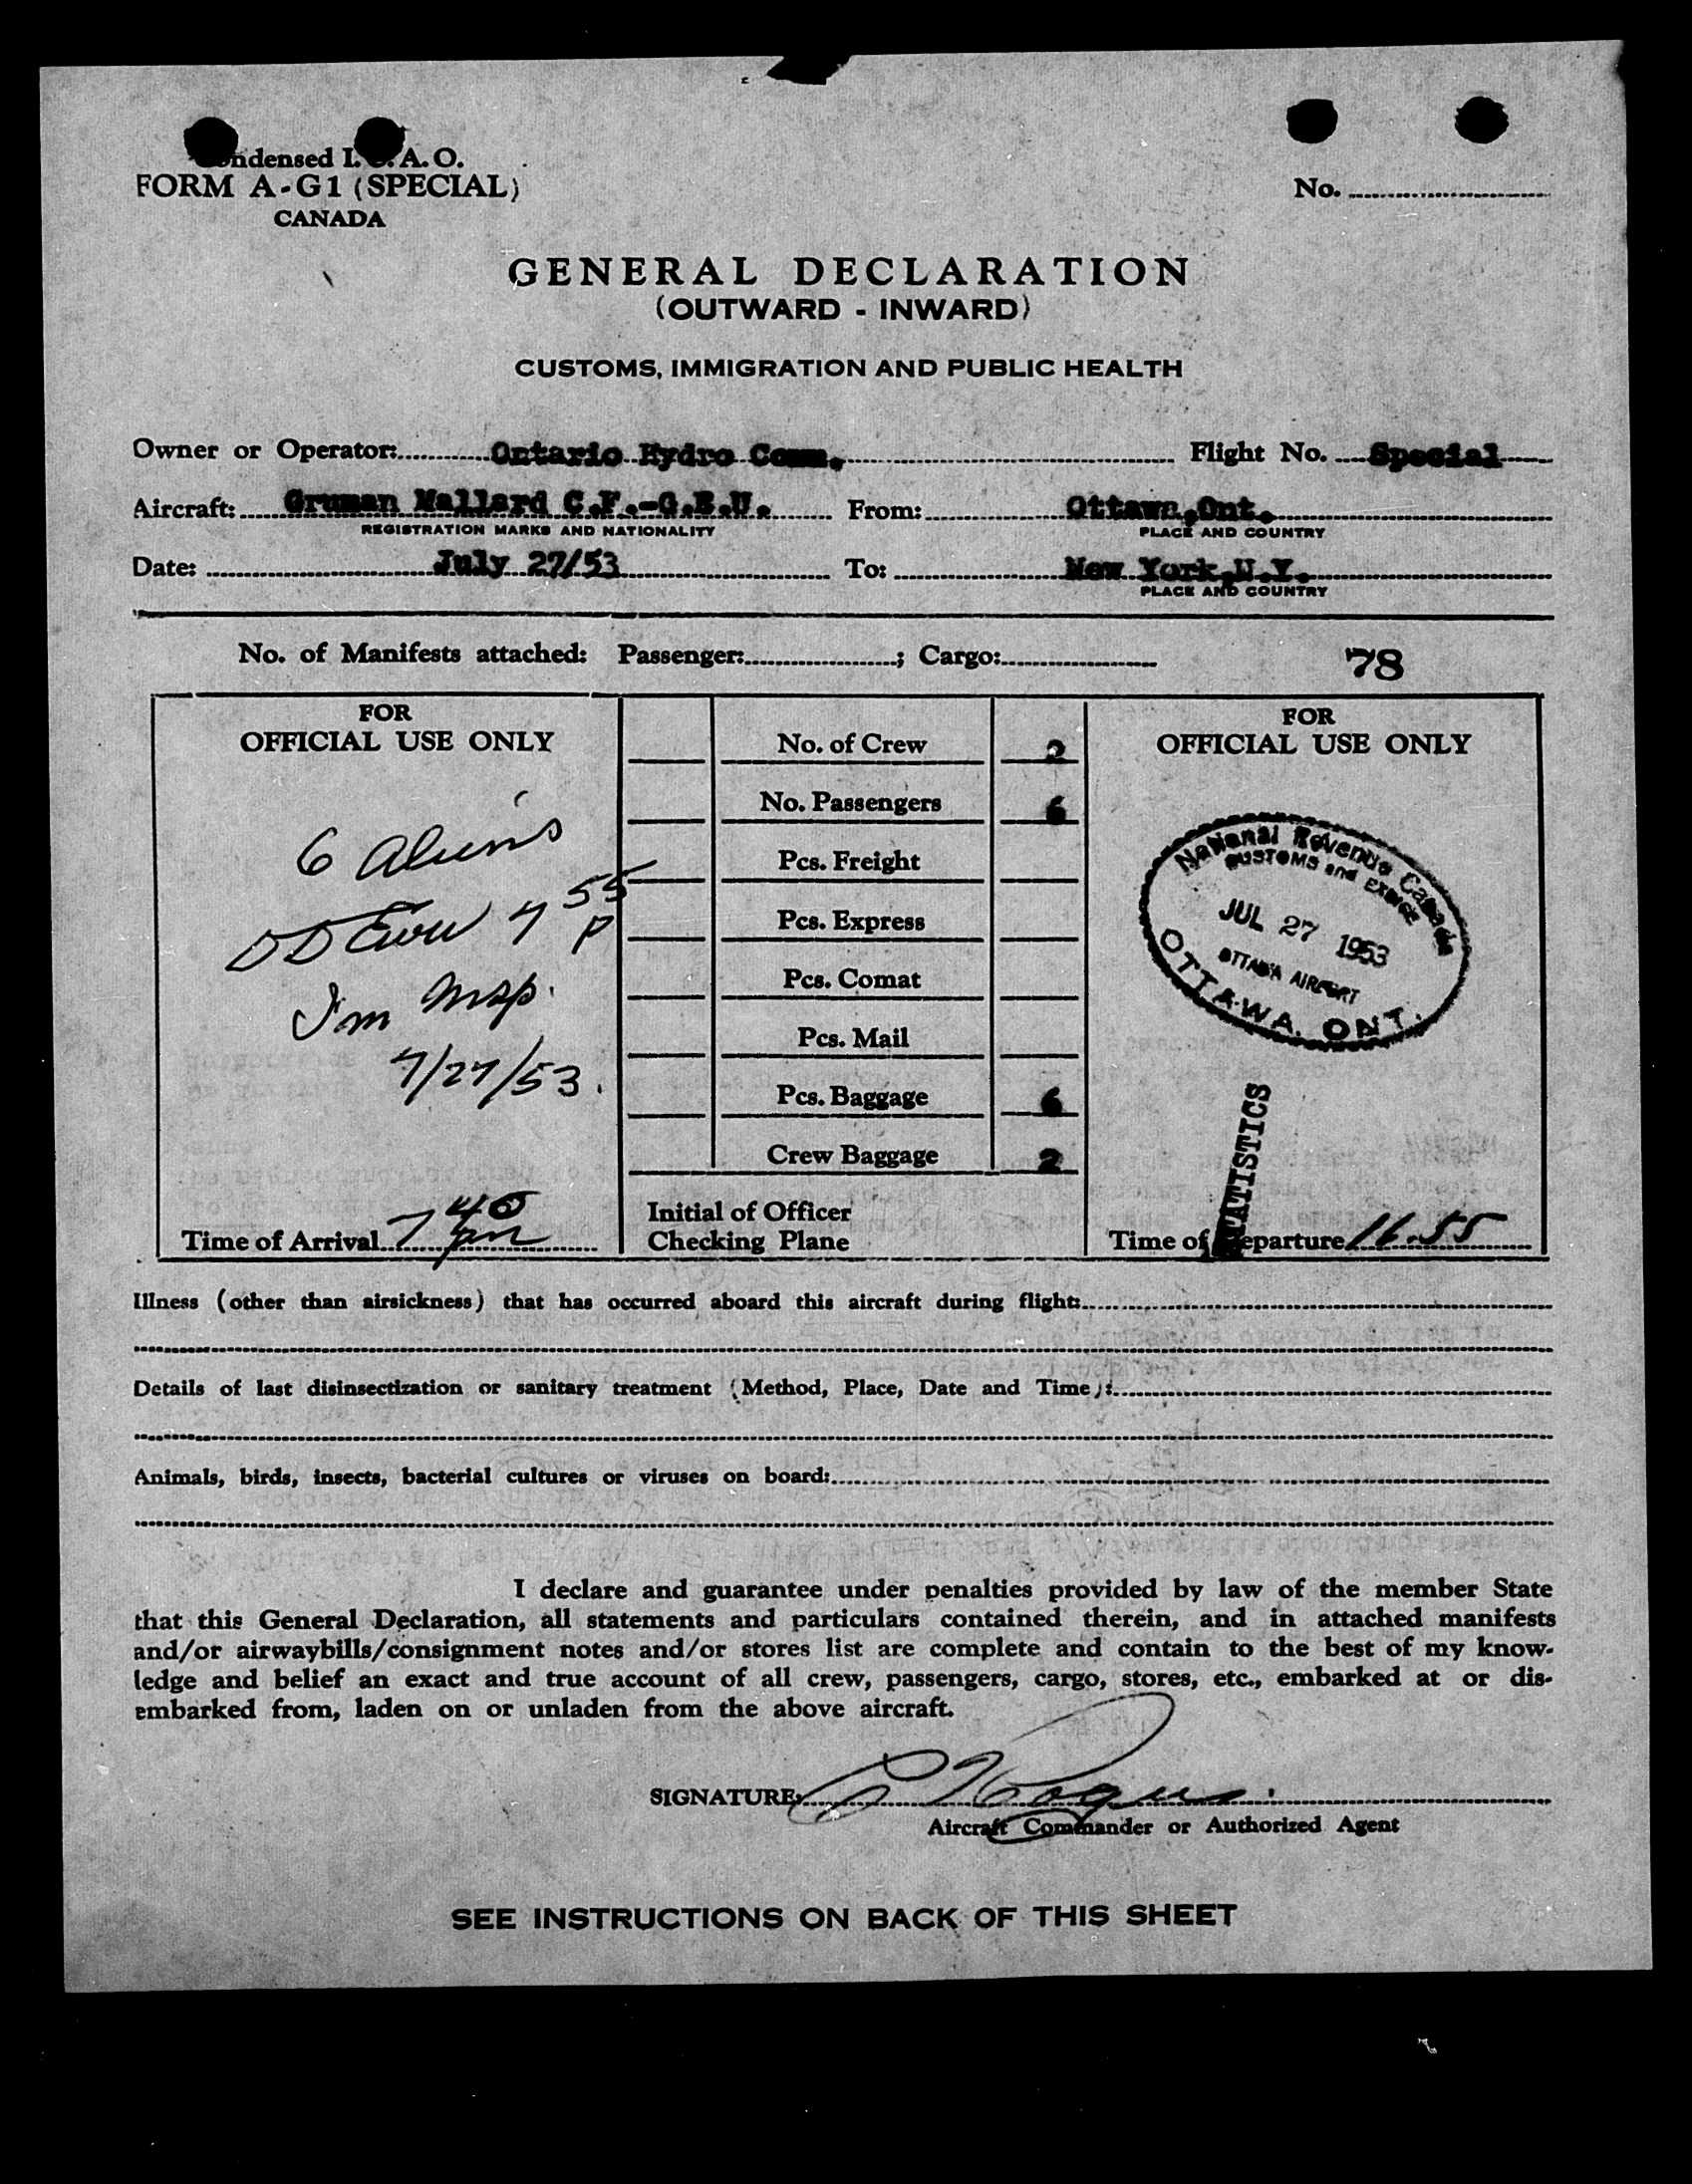 ndensed I. A. O.
FORM A-G1 (SPECIAL)
CANADA
No.
GENERAL DECLARATION
(OUTWARD - INWARD)
CUSTOMS, IMMIGRATION AND PUBLIC HEALTH
Owner or Operator: Ontario Hydro Comm. Flight No. Special
Aircraft: Gruman Mallard C.F.-G.E.U. From: Ottawa,Ont.
REGISTRATION MARKS AND NATIONALITY PLACE AND COUNTRY
Date: July 27/53 To: New York,N.Y.
PLACE AND COUNTRY
No. of Manifests attached: Passenger: ; Cargo: 78
FOR
OFFICIAL USE ONLY
6 aliens
55
7
P
Im Insp.
7/27/53.
Time of Arrival 7 40 pm
No. of Crew 2
No. Passengers 6
Pcs. Freight
Pcs. Express
Pcs. Comat
Pcs. Mail
Pcs. Baggage 6
Crew Baggage 2
Initial of Officer
Checking Plane
FOR
OFFICIAL USE ONLY
National Revenue Canada
CUSTOMS and EXCISE
JUL 27 1953
OTTAWA AIRPORT
OTTAWA, ONT.
STATISTICS
Time of Departure 16.55
Illness (other than airsickness) that has occurred aboard this aircraft during flight:
Details of last disinsectization or sanitary treatment (Method, Place, Date and Time):
Animals, birds, insects, bacterial cultures or viruses on board:
I declare and guarantee under penalties provided by law of the member State
that this General Declaration, all statements and particulars contained therein, and in attached manifests
and/or airwaybills/consignment notes and/or stores list are complete and contain to the best of my know-
ledge and belief an exact and true account of all crew, passengers, cargo, stores, etc., embarked at or dis-
embarked from, laden on or unladen from the above aircraft.
SIGNATURE:
Aircraft Commander or Authorized Agent
SEE INSTRUCTIONS ON BACK OF THIS SHEET